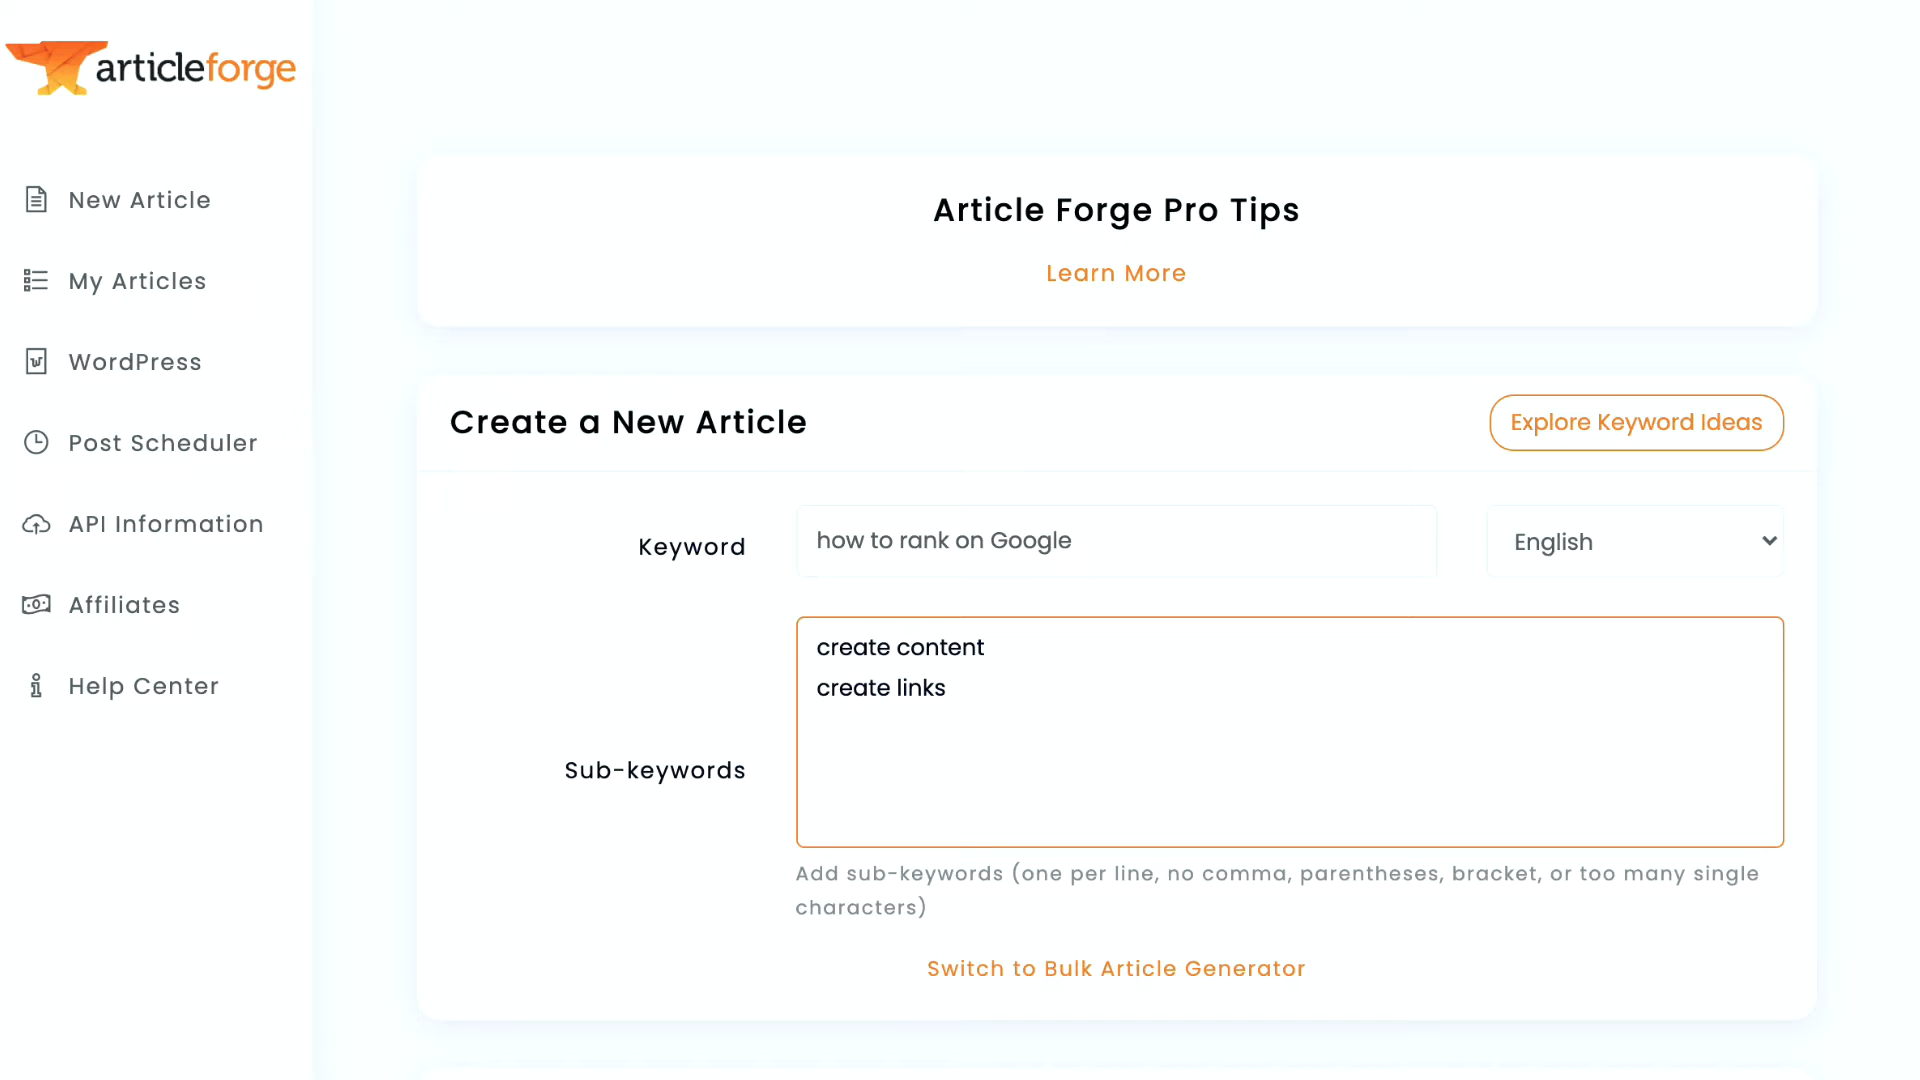 articleforge
New Article
My Articles
WordPress
Post Scheduler
API Information
Affiliates
Help Center
Article Forge Pro Tips
Learn More
Create a New Article
Explore Keyword Ideas
Keyword
how to rank on Google
English
Sub-keywords
create content
create links
Add sub-keywords (one per line, no comma, parentheses, bracket, or too many single
characters)
Switch to Bulk Article Generator